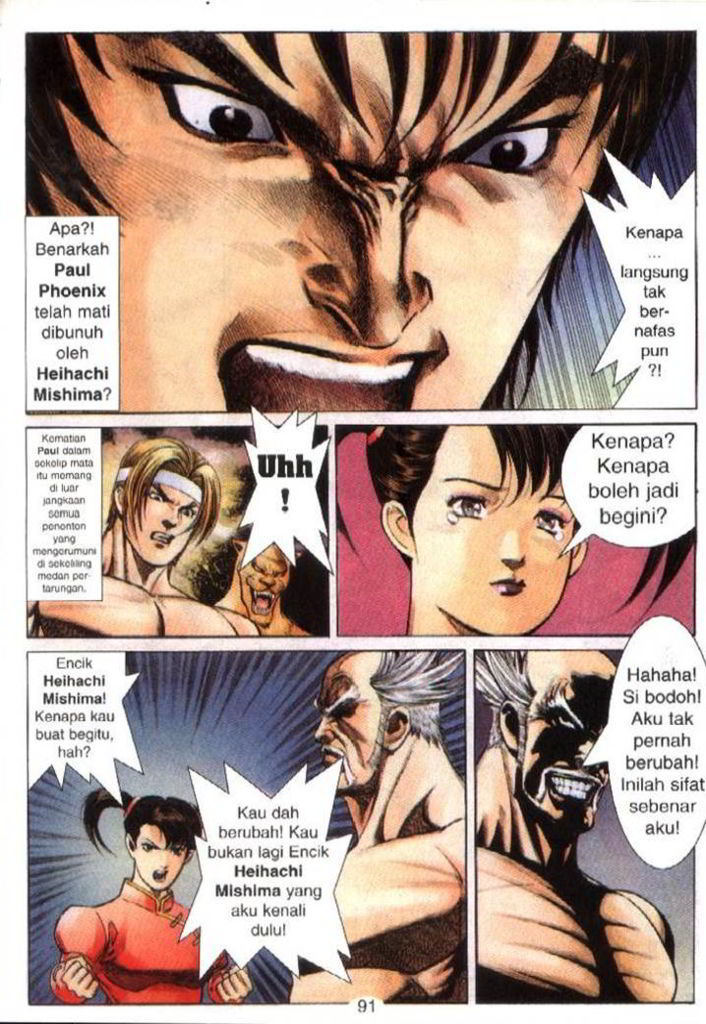 Apa?!
Benarkah
Paul
Phoenix
telah mati
dibunuh
oleh
Heihachi
Mishima?
Kenapa
...
langsung
tak
ber-
nafas
pun
?!
Kematian
Paul dalam
sekelip mata
itu memang
di luar
jangkaan
semua
penonton
yang
mengerumuni
di sekeliling
medan per-
tarungan.
Uhh
!
Kenapa?
Kenapa
boleh jadi
begini?
Encik
Heihachi
Mishima!
Kenapa kau
buat begitu,
hah?
Kau dah
berubah! Kau
bukan lagi Encik
Heihachi
Mishima yang
aku kenali
dulu!
Hahaha!
Si bodoh!
Aku tak
pernah
berubah!
Inilah sifat
sebenar
aku!
91